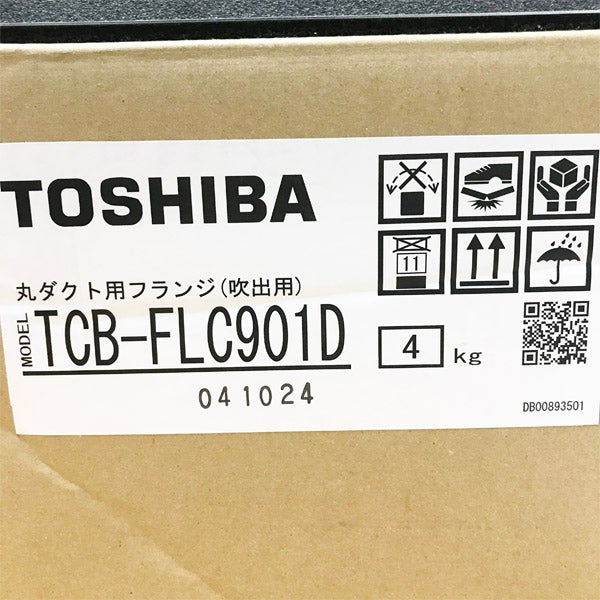 TOSHIBA
11
丸ダクト用フランジ(吹出用)
MODEL TCB-FLC901D
4 kg
041024
DB00893501